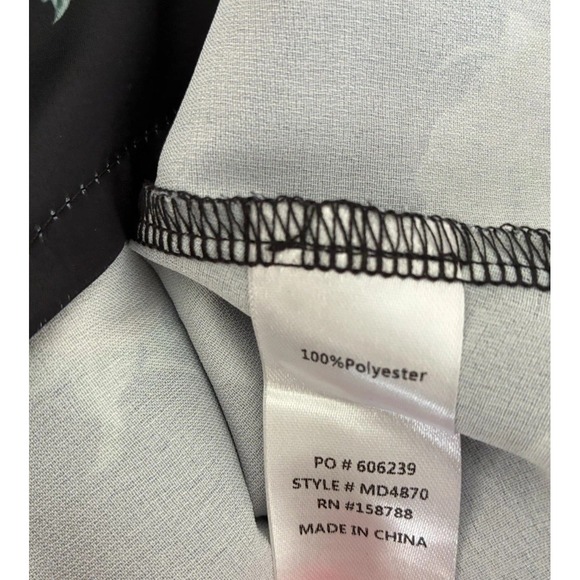 100%Polyester
PO # 606239
STYLE # MD4870
RN #158788
MADE IN CHINA